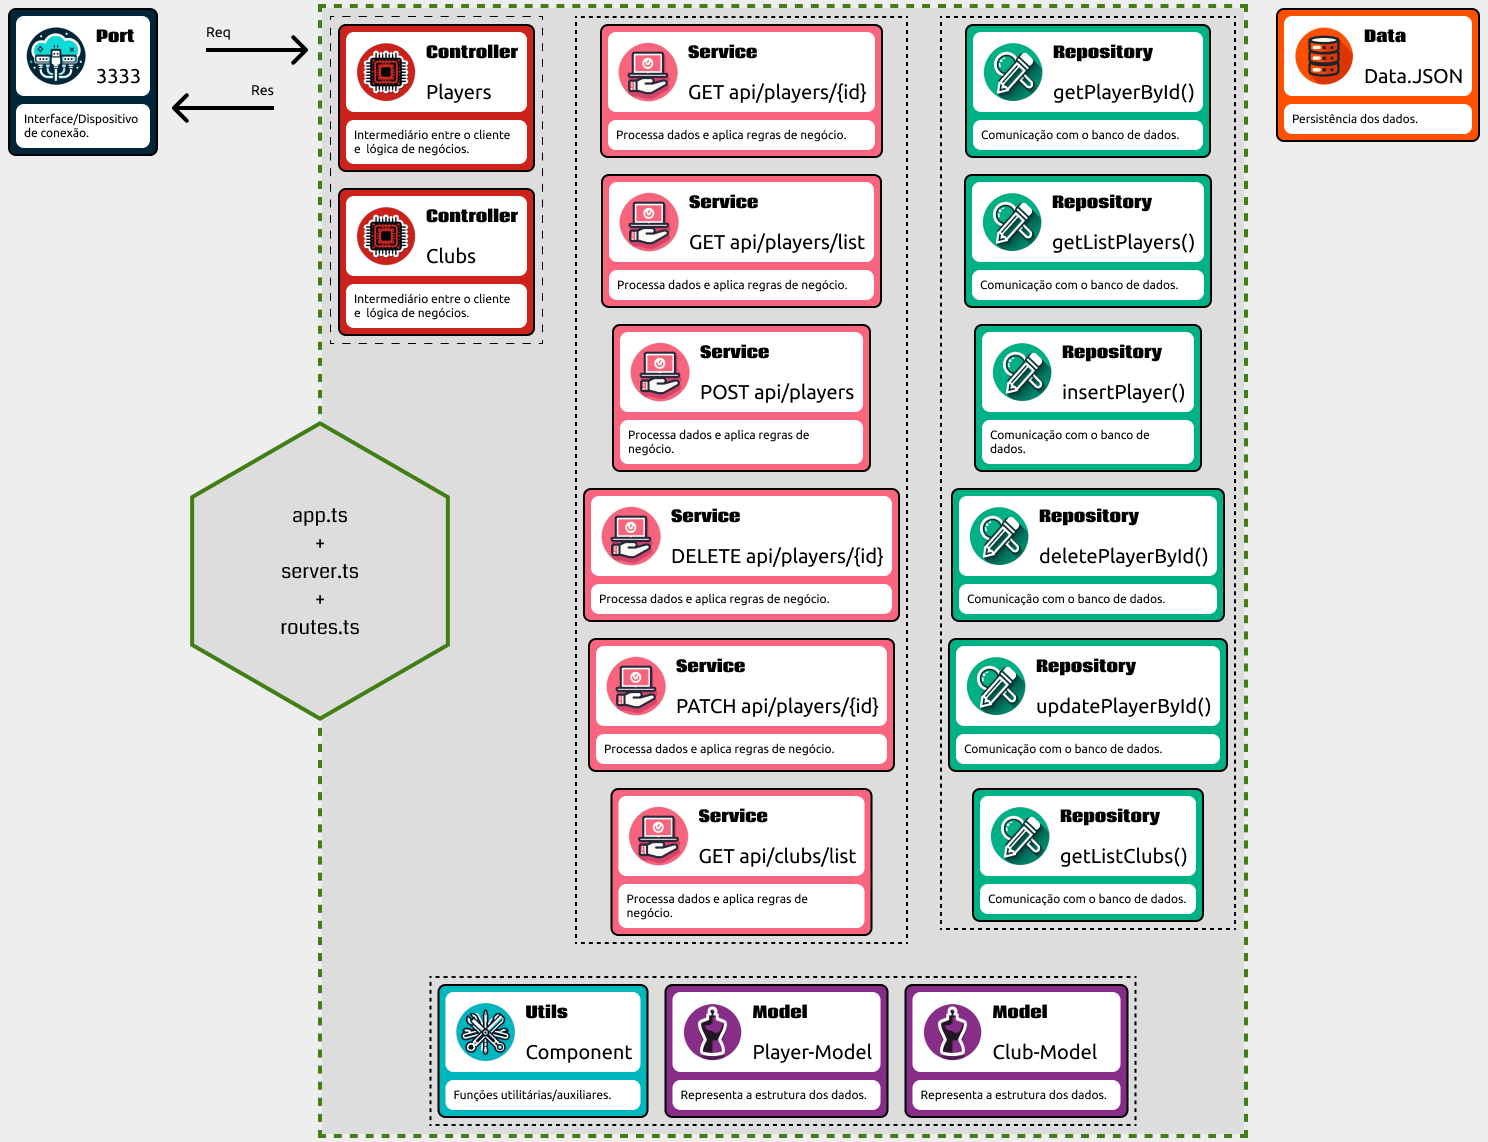 Port
3333
Interface/Dispositivo
de conexão.
Req
Res
Controller
Players
Intermediário entre o cliente
e lógica de negócios.
Controller
Clubs
Intermediário entre o cliente
e lógica de negócios.
app.ts
+
server.ts
+
routes.ts
Service
GET api/players/{id}
Processa dados e aplica regras de negócio.
Service
GET api/players/list
Processa dados e aplica regras de negócio.
Service
POST api/players
Processa dados e aplica regras de
negócio.
Service
DELETE api/players/{id}
Processa dados e aplica regras de negócio.
Service
PATCH api/players/{id}
Processa dados e aplica regras de negócio.
Service
GET api/clubs/list
Processa dados e aplica regras de
negócio.
Repository
getPlayerById()
Comunicação com o banco de dados.
Repository
getListPlayers()
Comunicação com o banco de dados.
Repository
insertPlayer()
Comunicação com o banco de
dados.
Repository
deletePlayerById()
Comunicação com o banco de dados.
Repository
updatePlayerById()
Comunicação com o banco de dados.
Repository
getListClubs()
Comunicação com o banco de dados.
Data
Data.JSON
Persistência dos dados.
Utils
Component
Funções utilitárias/auxiliares.
Model
Player-Model
Representa a estrutura dos dados.
Model
Club-Model
Representa a estrutura dos dados.